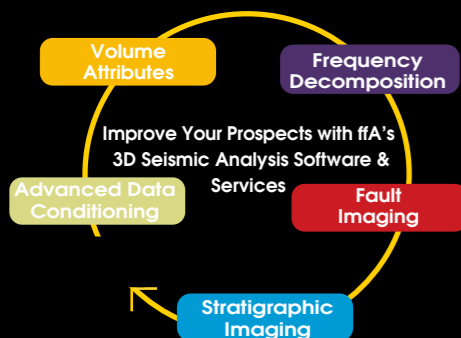 Volume
Attributes
Frequency
Decomposition
Improve Your Prospects with ffA's
3D Seismic Analysis Software &
Services
Advanced Data
Conditioning
Fault
Imaging
Stratigraphic
Imaging